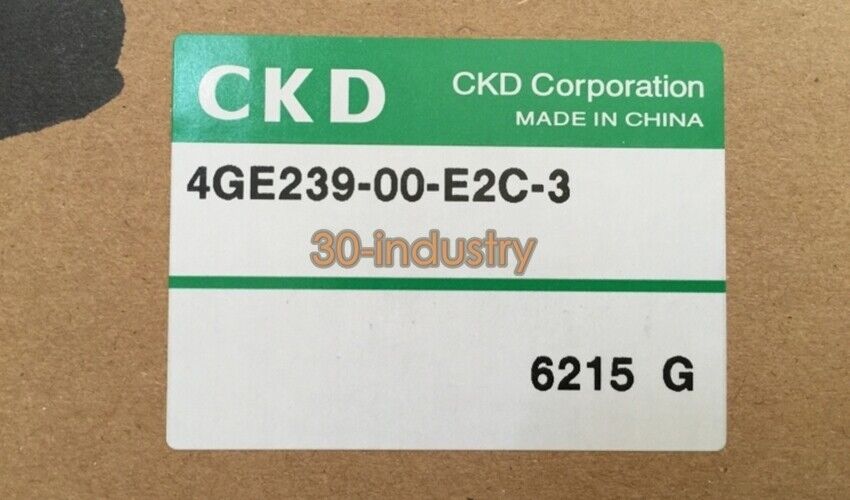 CKD
CKD Corporation
MADE IN CHINA
4GE239-00-E2C-3
30-industry
6215 G